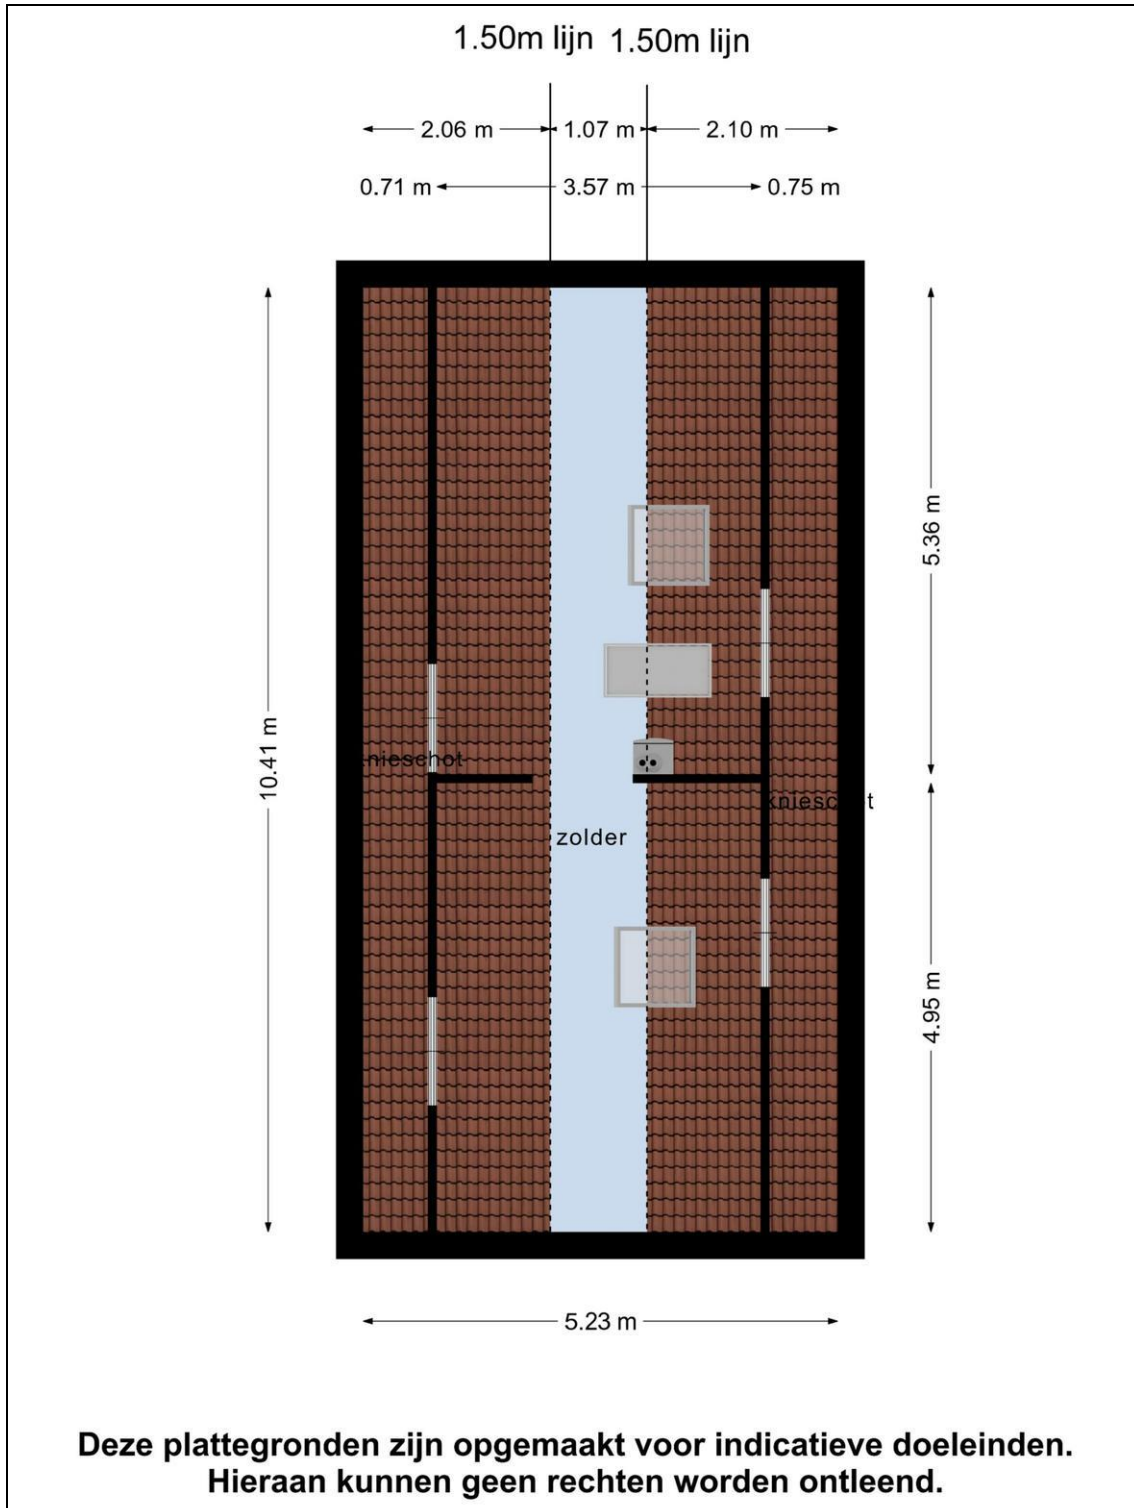 1.50m lijn 1.50m lijn
2.06 m 1.07 m 2.10 m
0.71 m 3.57 m 0.75 m
5.36 m
10.41 m
knieschot
knieschot
zolder
4.95 m
5.23 m
Deze plattegronden zijn opgemaakt voor indicatieve doeleinden.
Hieraan kunnen geen rechten worden ontleend.